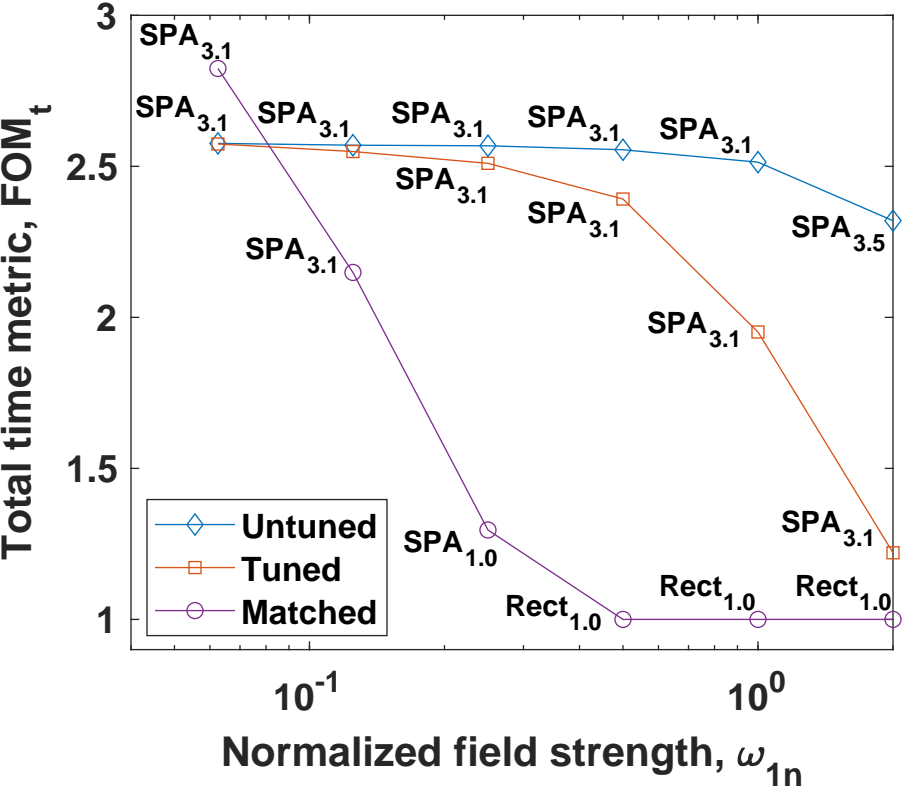 3
SPA3.1
SPA3.1
SPA3.1
SPA3.1
SPA3.1
SPA3.1
2.5
SPA3.1
SPA3.1
SPA3.5
SPA3.1
2
SPA3.1
1.5
SPA3.1
SPA1.0
Untuned
Tuned
Matched
Rect1.0
Rect1.0
Rect1.0
1
10-1
100
Normalized field strength, ω1n
Total time metric, FOMt